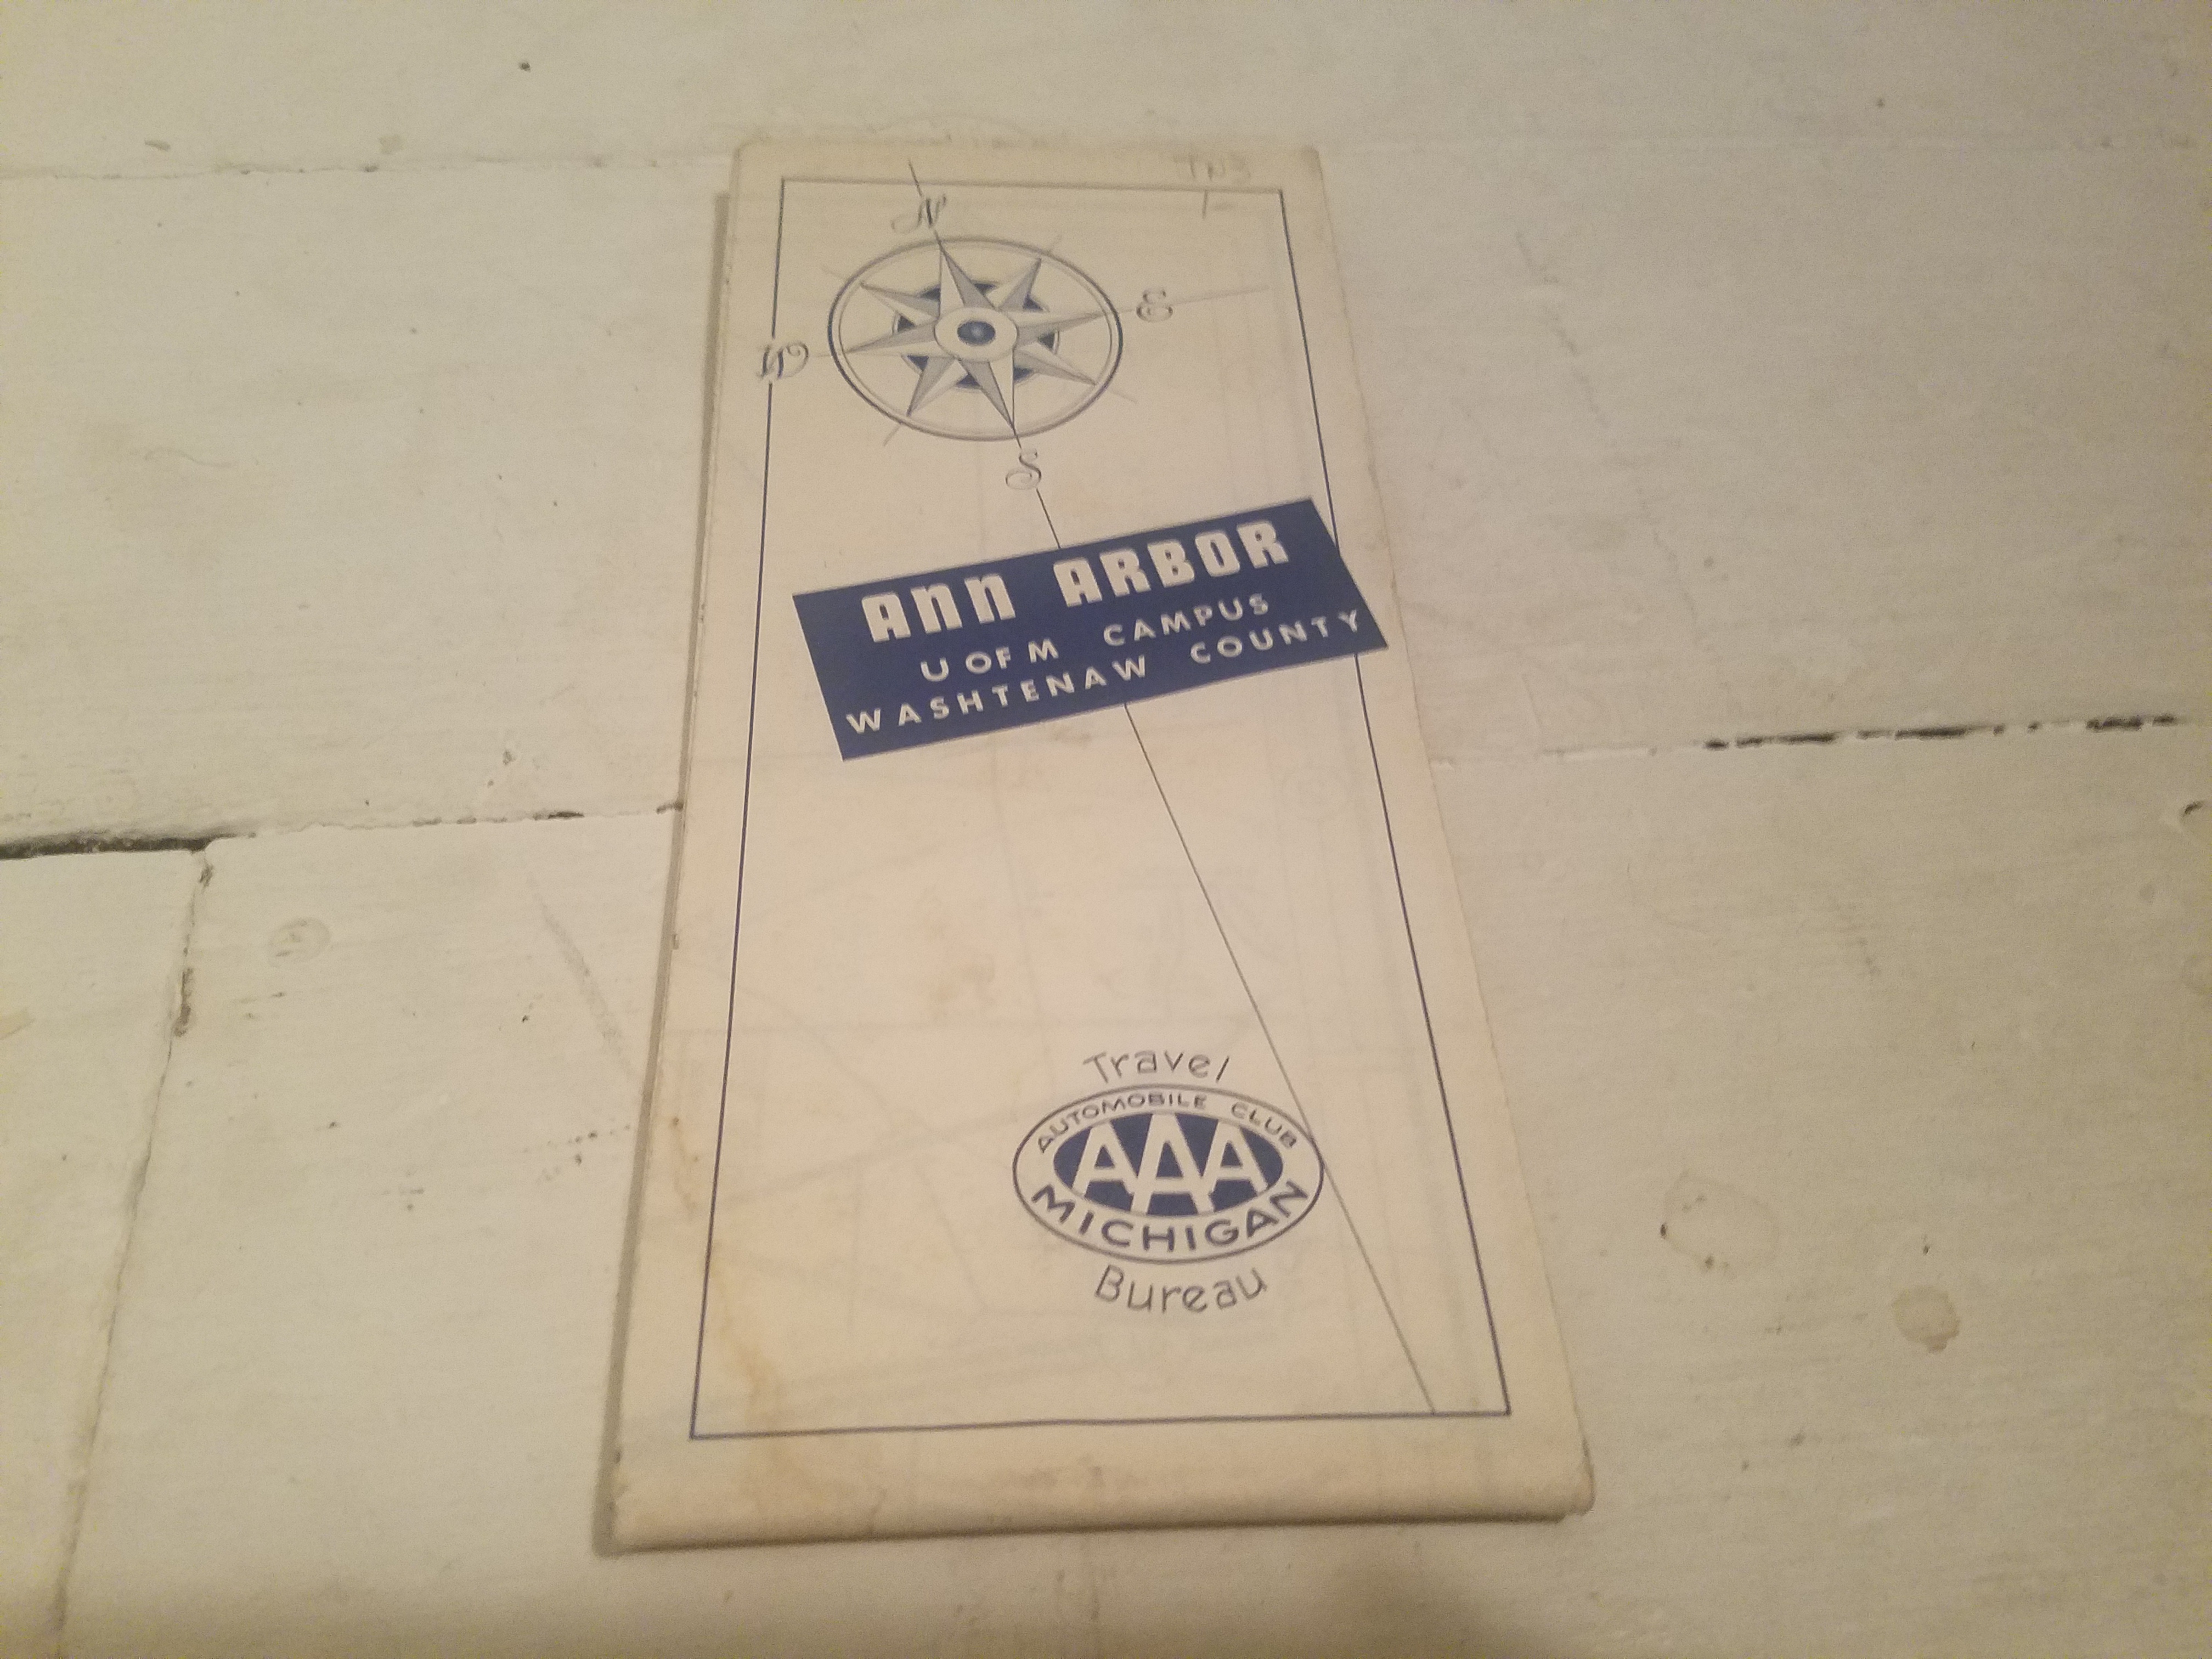 N
E
S
ANN ARBOR
U OF M CAMPUS
WASHTENAW COUNTY
Travel
AUTOMOBILE CLUB
AAA
MICHIGAN
Bureau